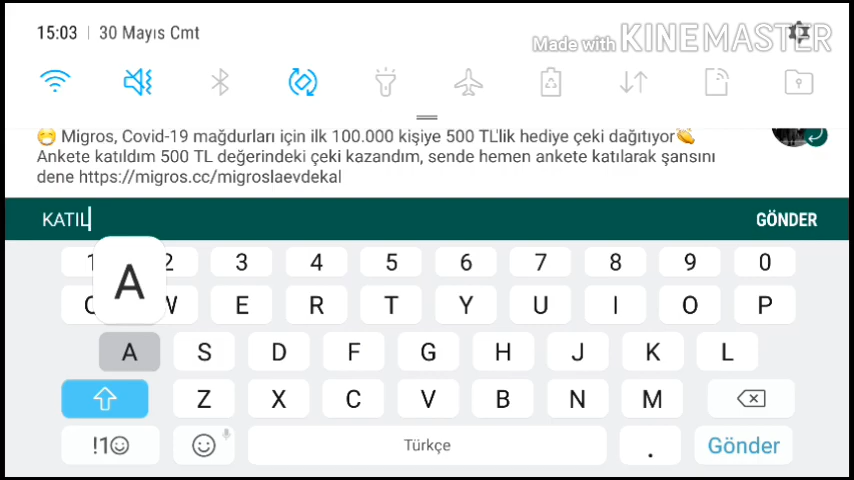 15:03 | 30 Mayıs Cmt
Made with KINEMASTER
😷 Migros, Covid-19 mağdurları için ilk 100.000 kişiye 500 TL'lik hediye çeki dağıtıyor👏
Ankete katıldım 500 TL değerindeki çeki kazandım, sende hemen ankete katılarak şansını
dene https://migros.cc/migroslaevdekal
KATIL
GÖNDER
1 2 3 4 5 6 7 8 9 0
A
Q W E R T Y U I O P
A S D F G H J K L
Z X C V B N M
!1☺ Türkçe . Gönder